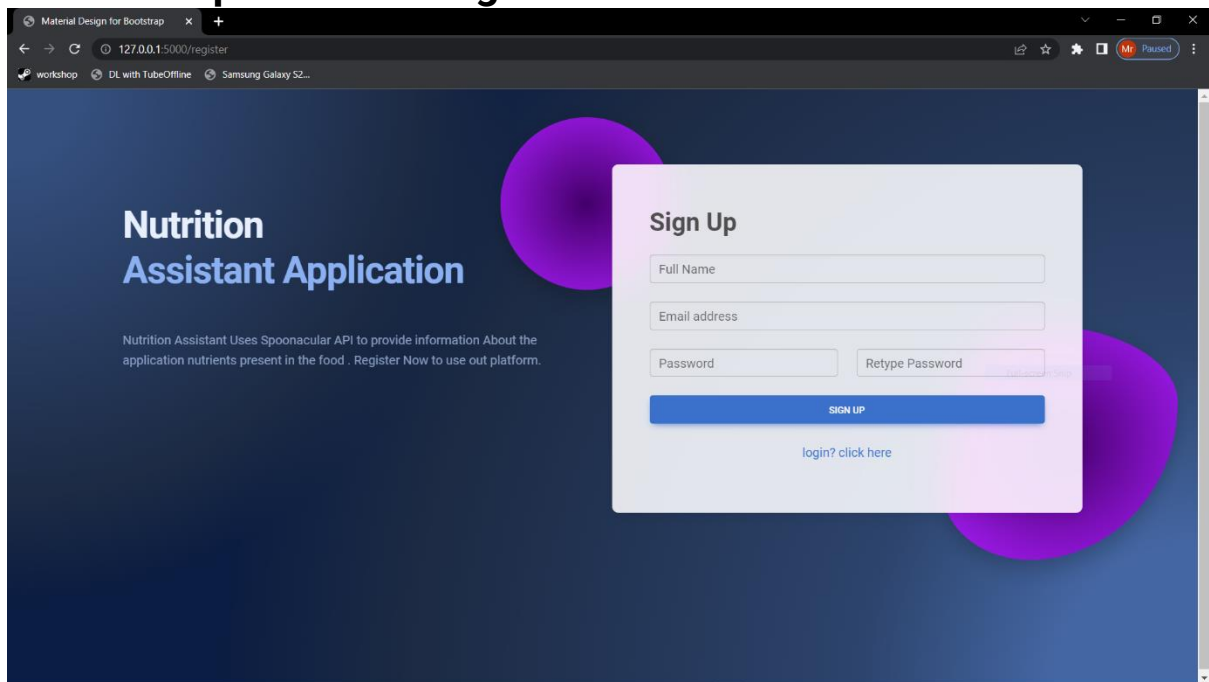 Material Design for Bootstrap
127.0.0.1:5000/register
Mr Paused
workshop DL with TubeOffline Samsung Galaxy S2...
Nutrition
Assistant Application
Nutrition Assistant Uses Spoonacular API to provide information About the
application nutrients present in the food . Register Now to use out platform.
Sign Up
Full Name
Email address
Password Retype Password
SIGN UP
login? click here